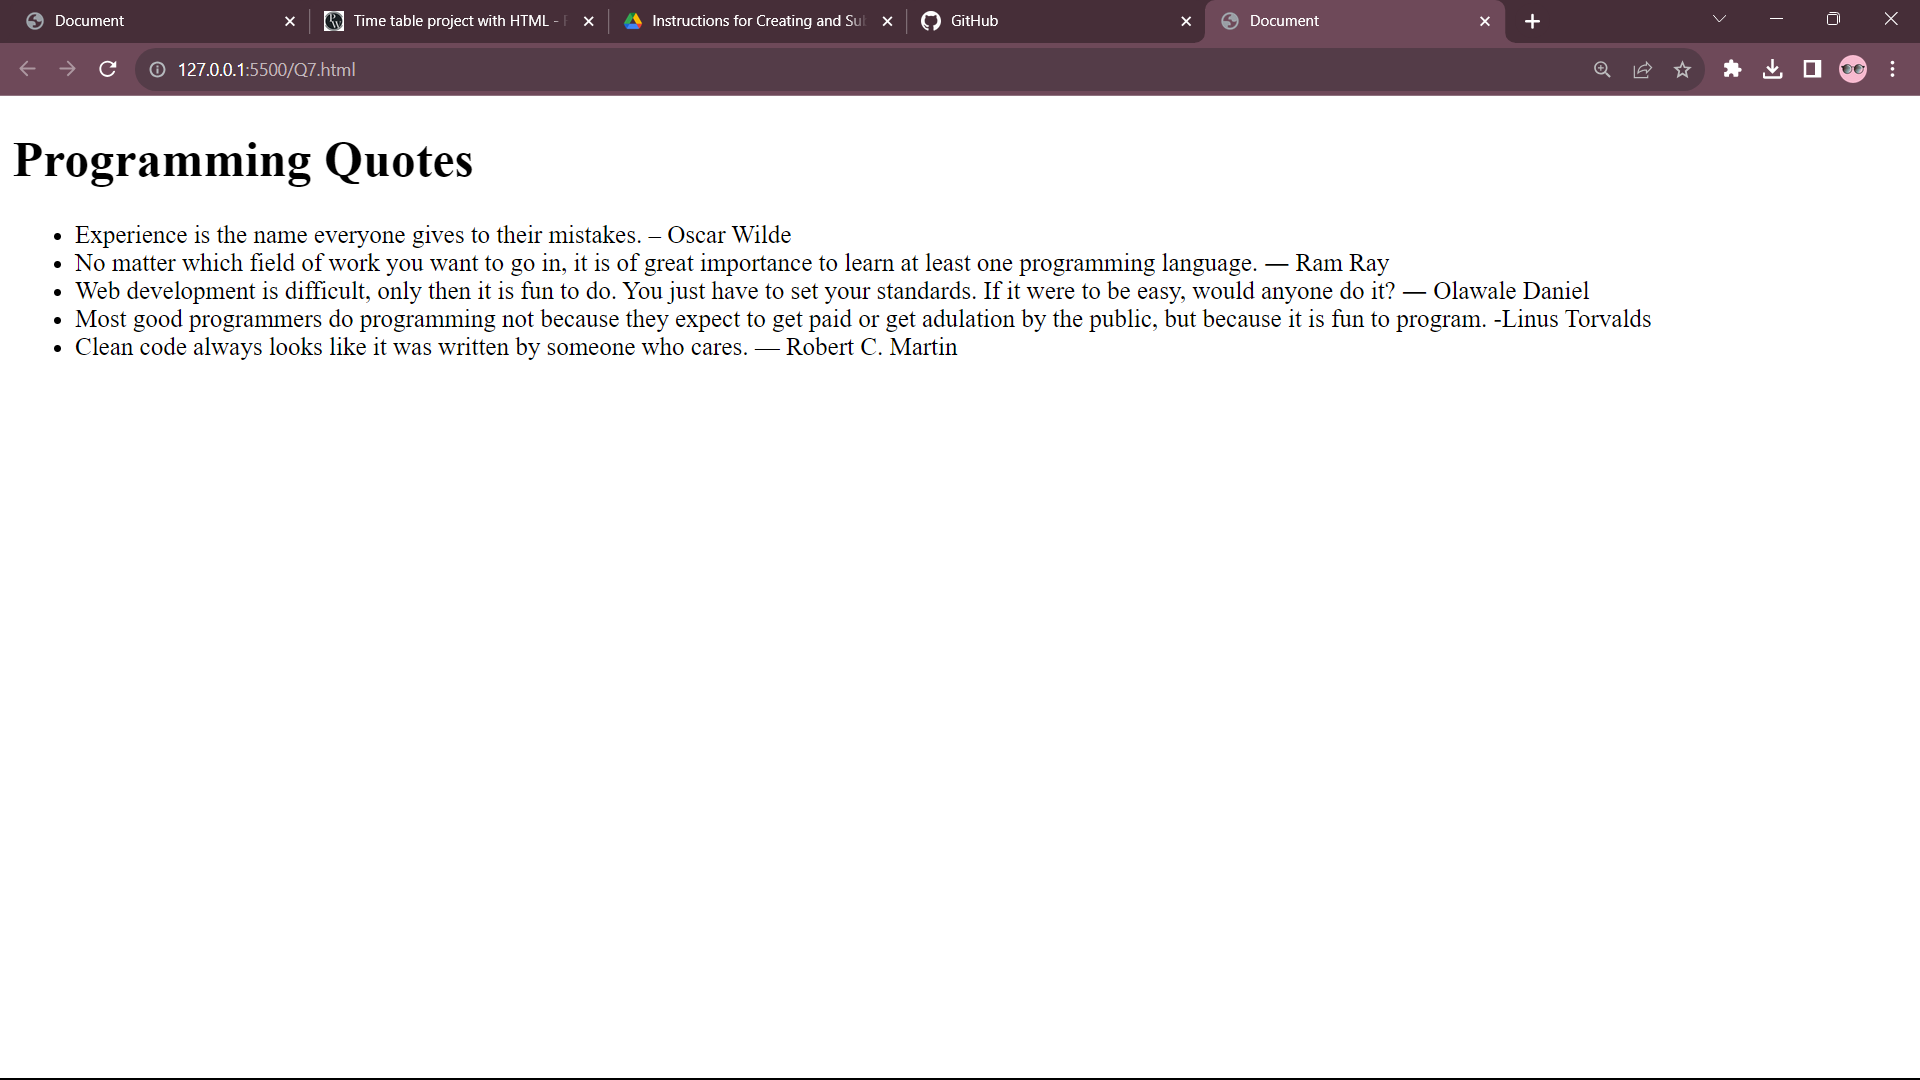 Document
Time table project with HTML -
Instructions for Creating and Su
GitHub
Document
127.0.0.1:5500/Q7.html
Programming Quotes
• Experience is the name everyone gives to their mistakes. – Oscar Wilde
• No matter which field of work you want to go in, it is of great importance to learn at least one programming language. — Ram Ray
• Web development is difficult, only then it is fun to do. You just have to set your standards. If it were to be easy, would anyone do it? — Olawale Daniel
• Most good programmers do programming not because they expect to get paid or get adulation by the public, but because it is fun to program. -Linus Torvalds
• Clean code always looks like it was written by someone who cares. — Robert C. Martin